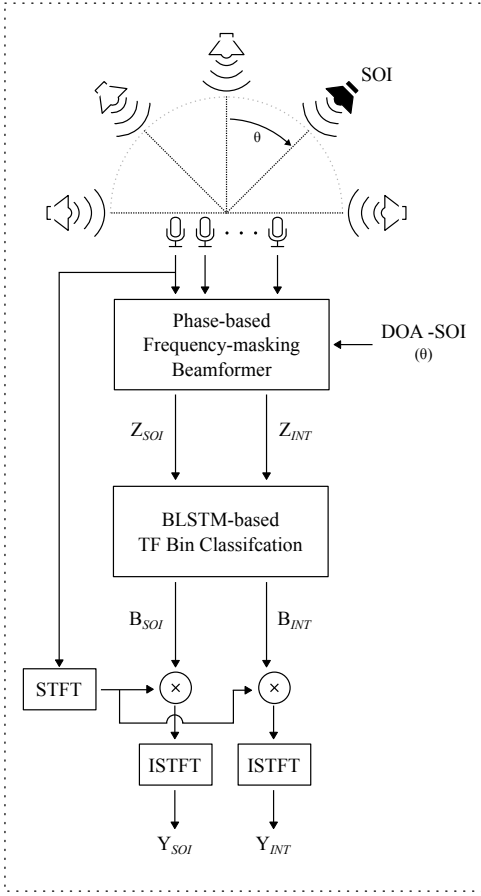 SOI
θ
. . .
Phase-based
Frequency-masking
Beamformer
DOA -SOI
(θ)
Z_SOI Z_INT
BLSTM-based
TF Bin Classifcation
B_SOI B_INT
STFT × ×
ISTFT ISTFT
Y_SOI Y_INT